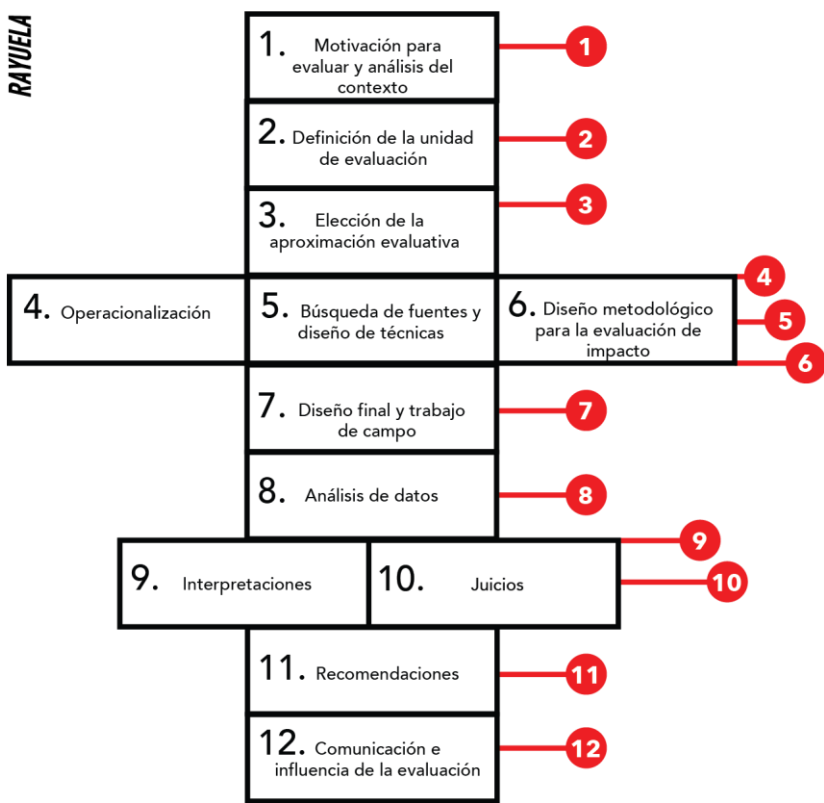 RAYUELA
1. Motivación para
evaluar y análisis del
contexto
1
2. Definición de la unidad
de evaluación
2
3. Elección de la
aproximación evaluativa
3
4. Operacionalización
5. Búsqueda de fuentes y
diseño de técnicas
6. Diseño metodológico
para la evaluación de
impacto
4
5
6
7. Diseño final y trabajo
de campo
7
8. Análisis de datos
8
9. Interpretaciones
10. Juicios
9
10
11. Recomendaciones
11
12. Comunicación e
influencia de la evaluación
12